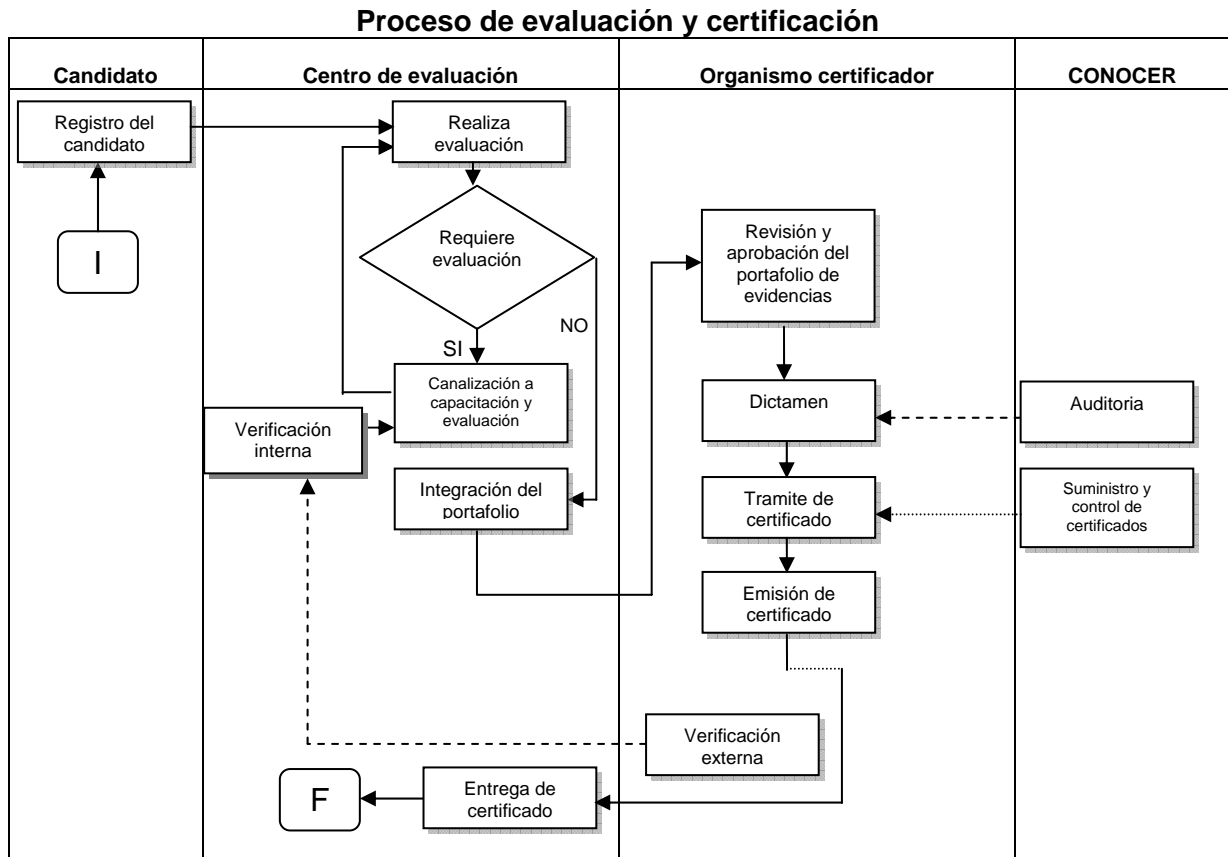 Proceso de evaluación y certificación
Candidato
Centro de evaluación
Organismo certificador
CONOCER
Registro del
candidato
I
Realiza
evaluación
Requiere
evaluación
NO
SI
Canalización a
capacitación y
evaluación
Verificación
interna
Integración del
portafolio
Revisión y
aprobación del
portafolio de
evidencias
Dictamen
Auditoria
Tramite de
certificado
Suministro y
control de
certificados
Emisión de
certificado
Verificación
externa
Entrega de
certificado
F